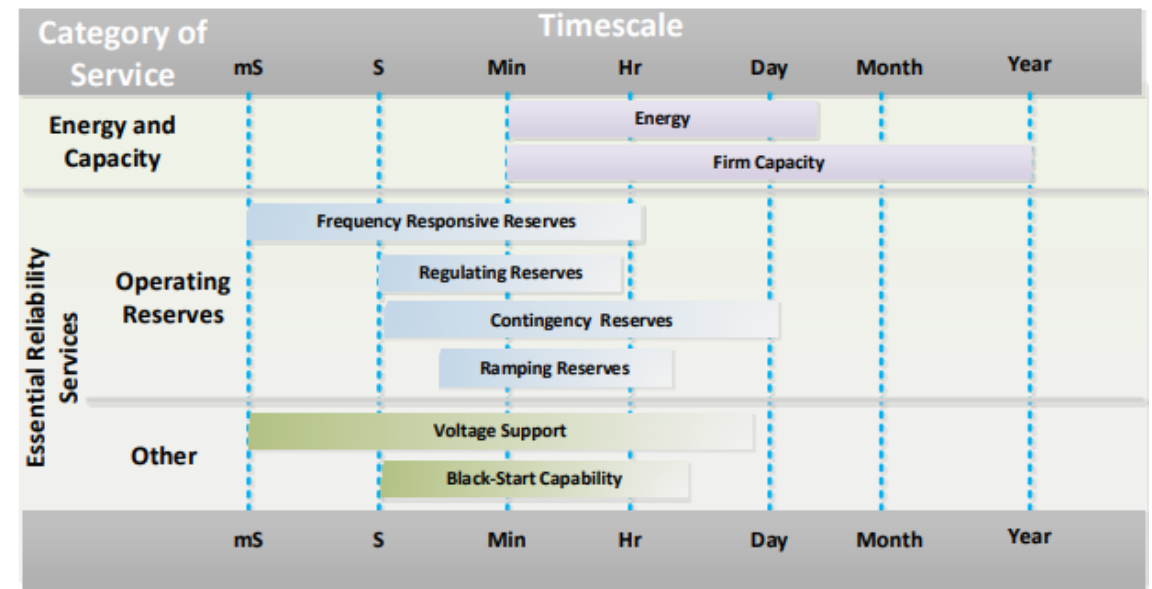 Category of
Service
Timescale
mS S Min Hr Day Month Year
Energy and
Capacity
Energy
Firm Capacity
Essential Reliability
Services
Operating
Reserves
Frequency Responsive Reserves
Regulating Reserves
Contingency Reserves
Ramping Reserves
Other
Voltage Support
Black-Start Capability
mS S Min Hr Day Month Year